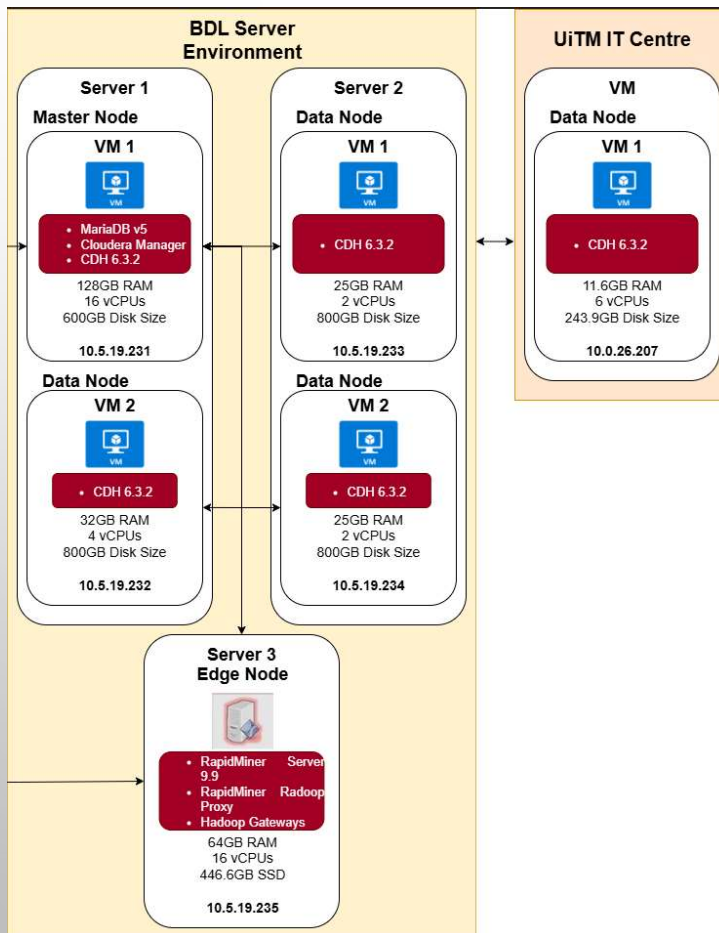 BDL Server
Environment
Server 1
Master Node
VM 1
VM
• MariaDB v5
• Cloudera Manager
• CDH 6.3.2
128GB RAM
16 vCPUs
600GB Disk Size
10.5.19.231
Data Node
VM 2
VM
• CDH 6.3.2
32GB RAM
4 vCPUs
800GB Disk Size
10.5.19.232
Server 2
Data Node
VM 1
VM
• CDH 6.3.2
25GB RAM
2 vCPUs
800GB Disk Size
10.5.19.233
Data Node
VM 2
VM
• CDH 6.3.2
25GB RAM
2 vCPUs
800GB Disk Size
10.5.19.234
Server 3
Edge Node
• RapidMiner Server
9.9
• RapidMiner Radoop
Proxy
• Hadoop Gateways
64GB RAM
16 vCPUs
446.6GB SSD
10.5.19.235
UiTM IT Centre
VM
Data Node
VM 1
VM
• CDH 6.3.2
11.6GB RAM
6 vCPUs
243.9GB Disk Size
10.0.26.207